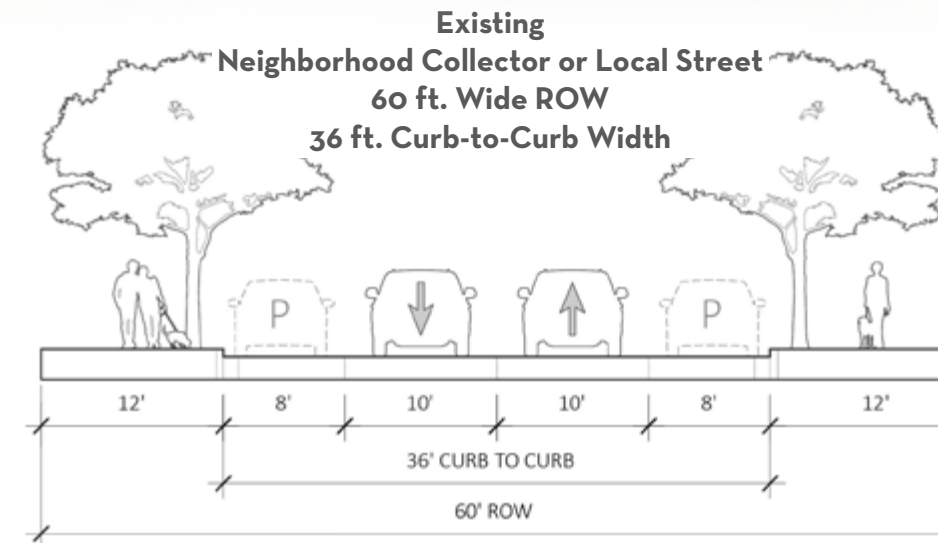 Existing
Neighborhood Collector or Local Street
60 ft. Wide ROW
36 ft. Curb-to-Curb Width
P
P
12'
8'
10'
10'
8'
12'
36' CURB TO CURB
60' ROW